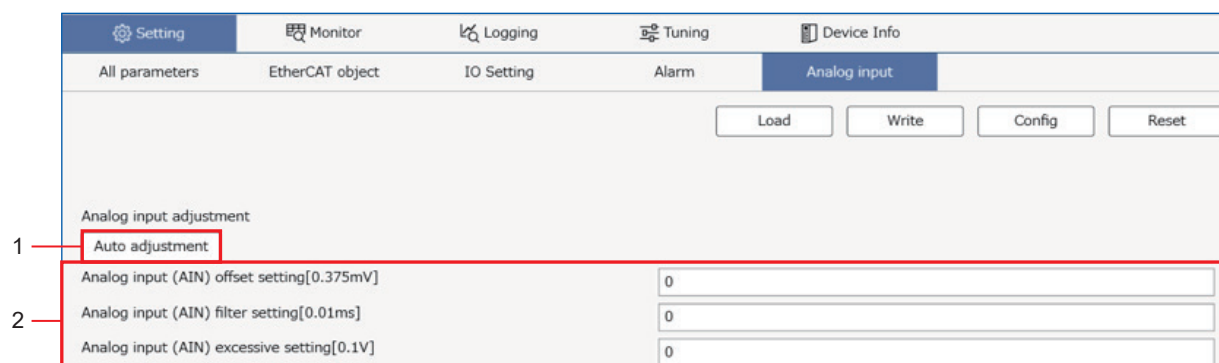 Setting Monitor Logging Tuning Device Info
All parameters EtherCAT object IO Setting Alarm Analog input
Load Write Config Reset
Analog input adjustment
1 Auto adjustment
Analog input (AIN) offset setting[0.375mV] 0
2 Analog input (AIN) filter setting[0.01ms] 0
Analog input (AIN) excessive setting[0.1V] 0